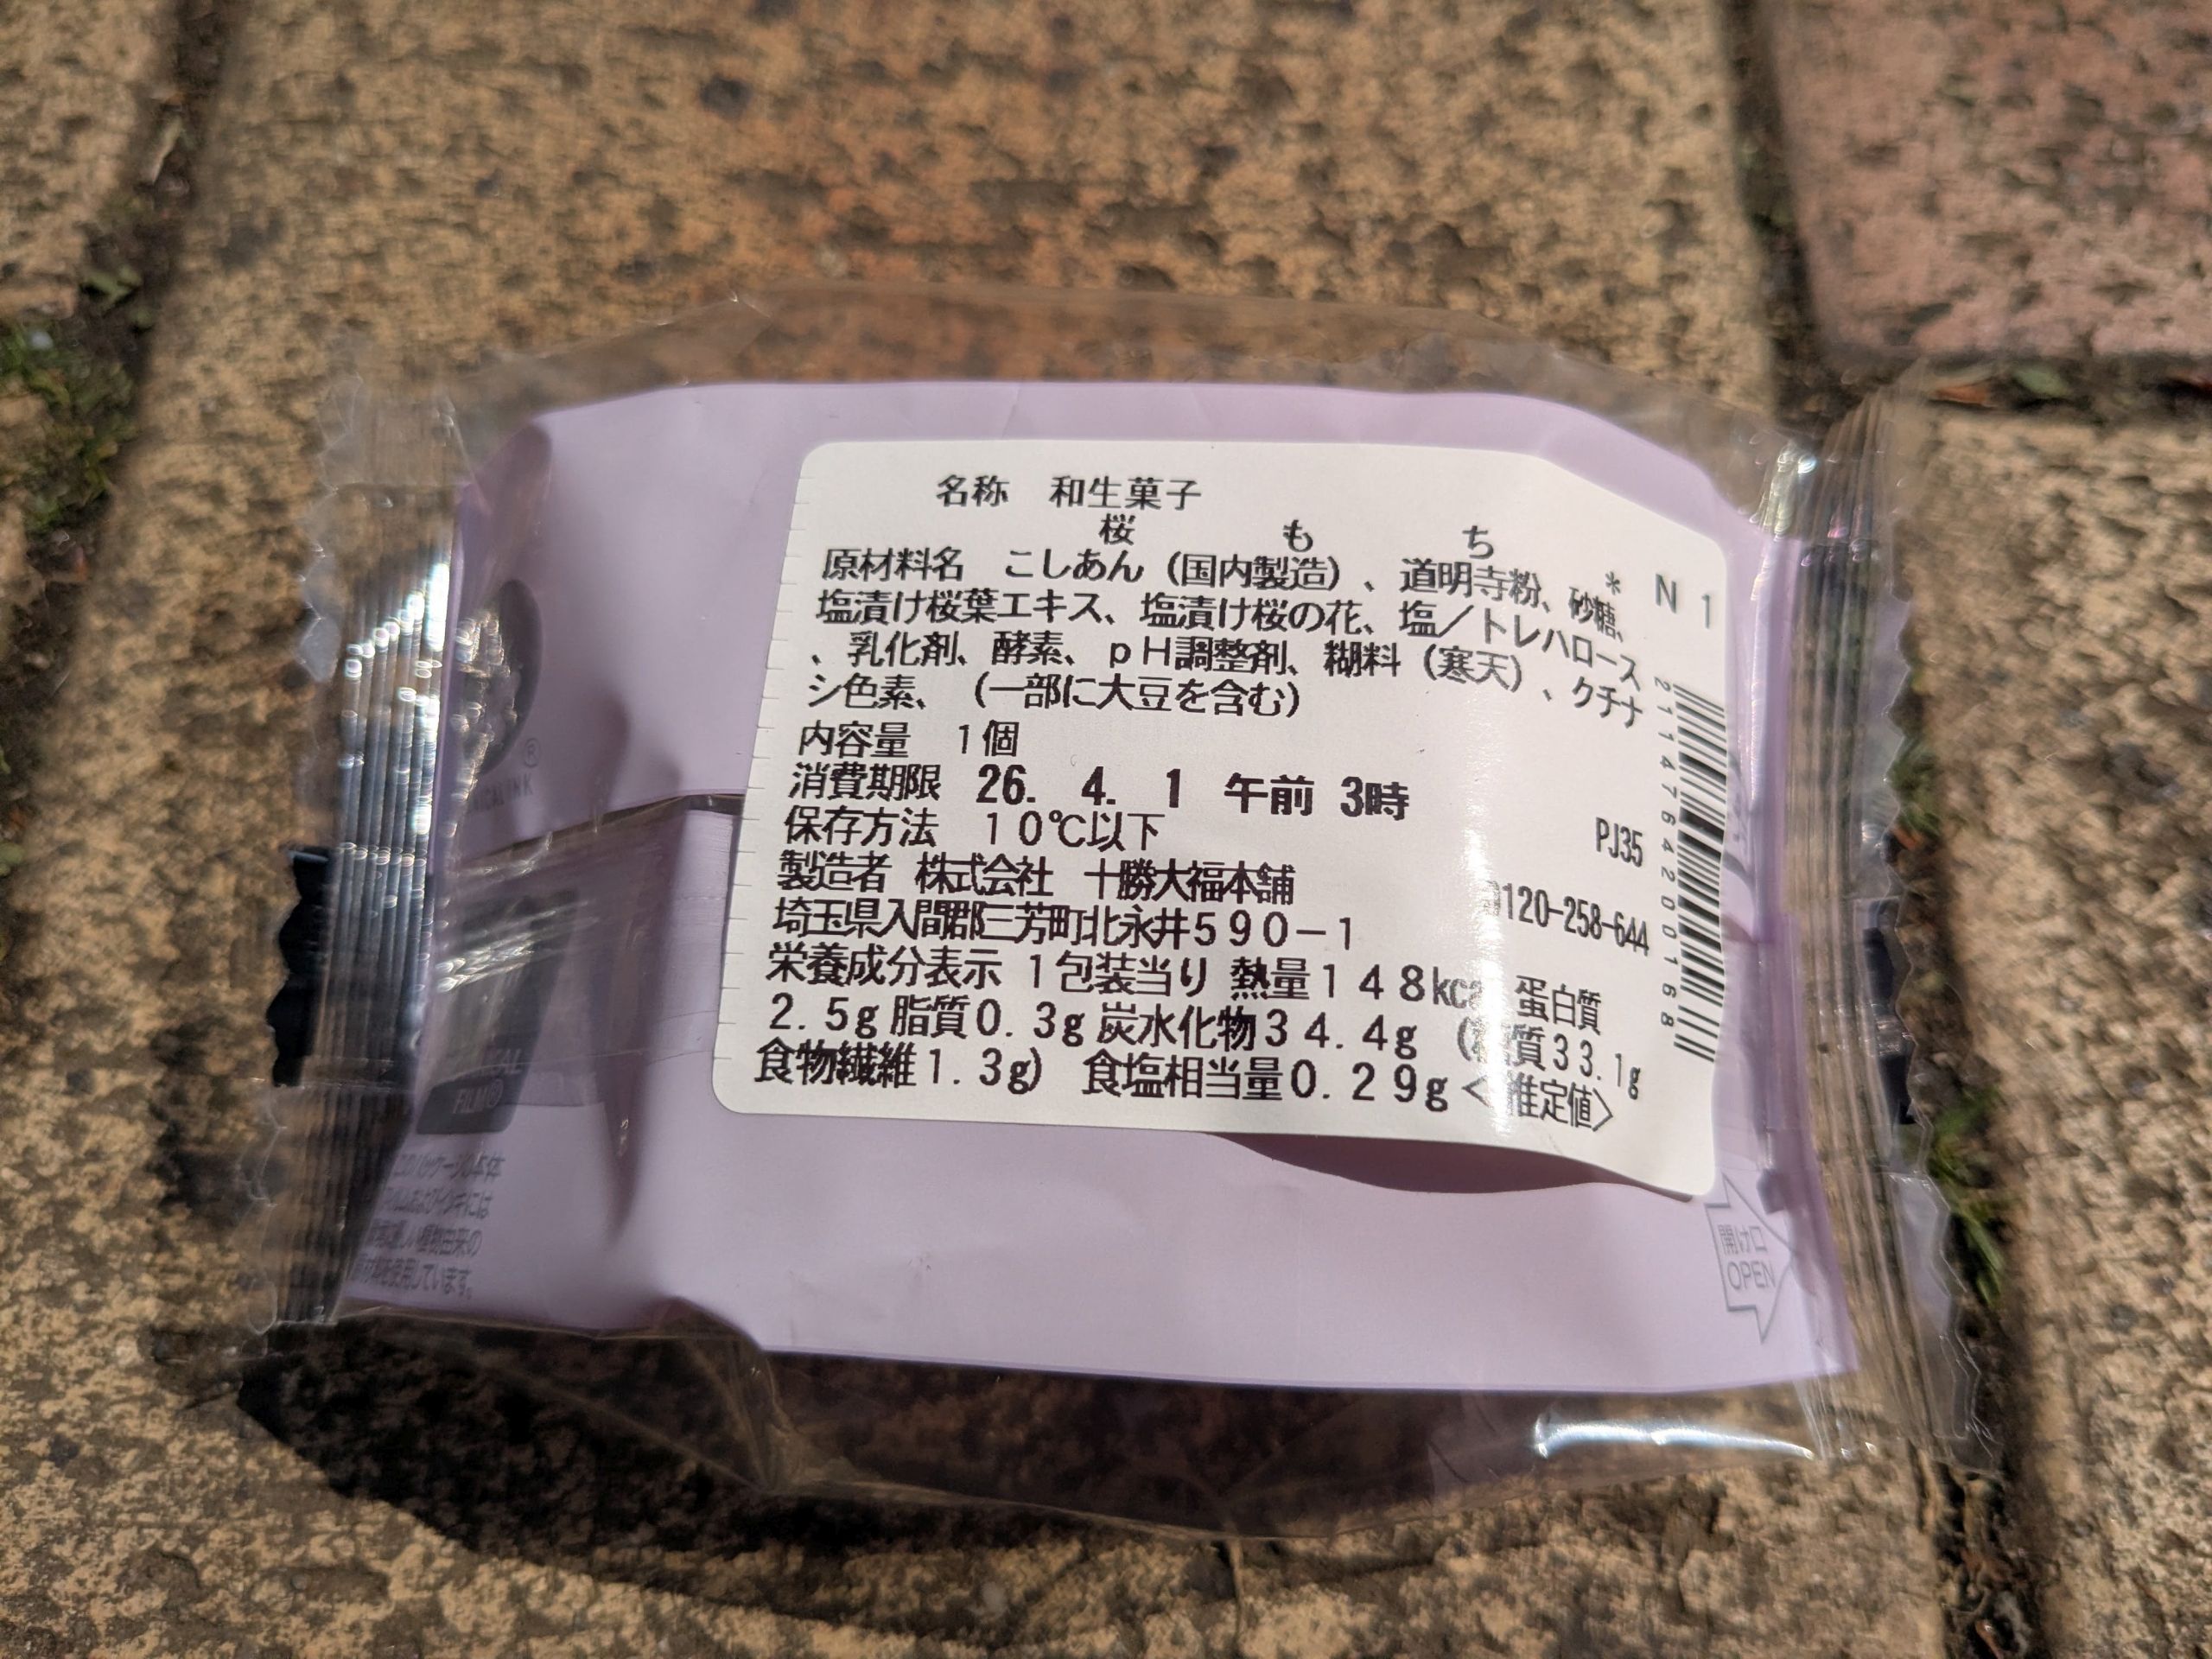 名称　和生菓子
桜　も　ち
原材料名　こしあん（国内製造）、道明寺粉、砂糖、
塩漬け桜葉エキス、塩漬け桜の花、塩／トレハロース
、乳化剤、酵素、ｐＨ調整剤、糊料（寒天）、クチナ
シ色素、（一部に大豆を含む）
＊ N 1
内容量　1個
消費期限　26. 4. 1 午前 3時
保存方法　10℃以下
製造者　株式会社　十勝大福本舗
埼玉県入間郡三芳町北永井590－1
PJ35
0120-258-644
栄養成分表示 1包装当り 熱量148kcal 蛋白質
2.5g 脂質0.3g 炭水化物34.4g （糖質33.1g
食物繊維1.3g） 食塩相当量0.29g＜推定値＞
2114764200168
開け口
OPEN
FILM®